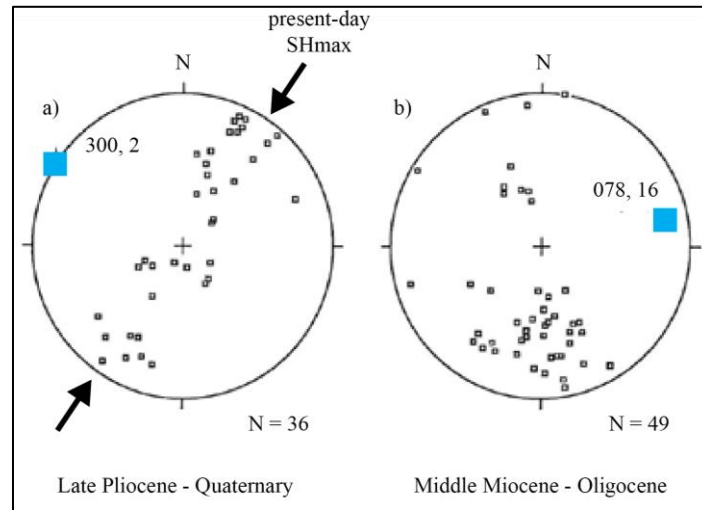 present-day
SHmax
N
N
a)
b)
300, 2
078, 16
N = 36
N = 49
Late Pliocene - Quaternary
Middle Miocene - Oligocene